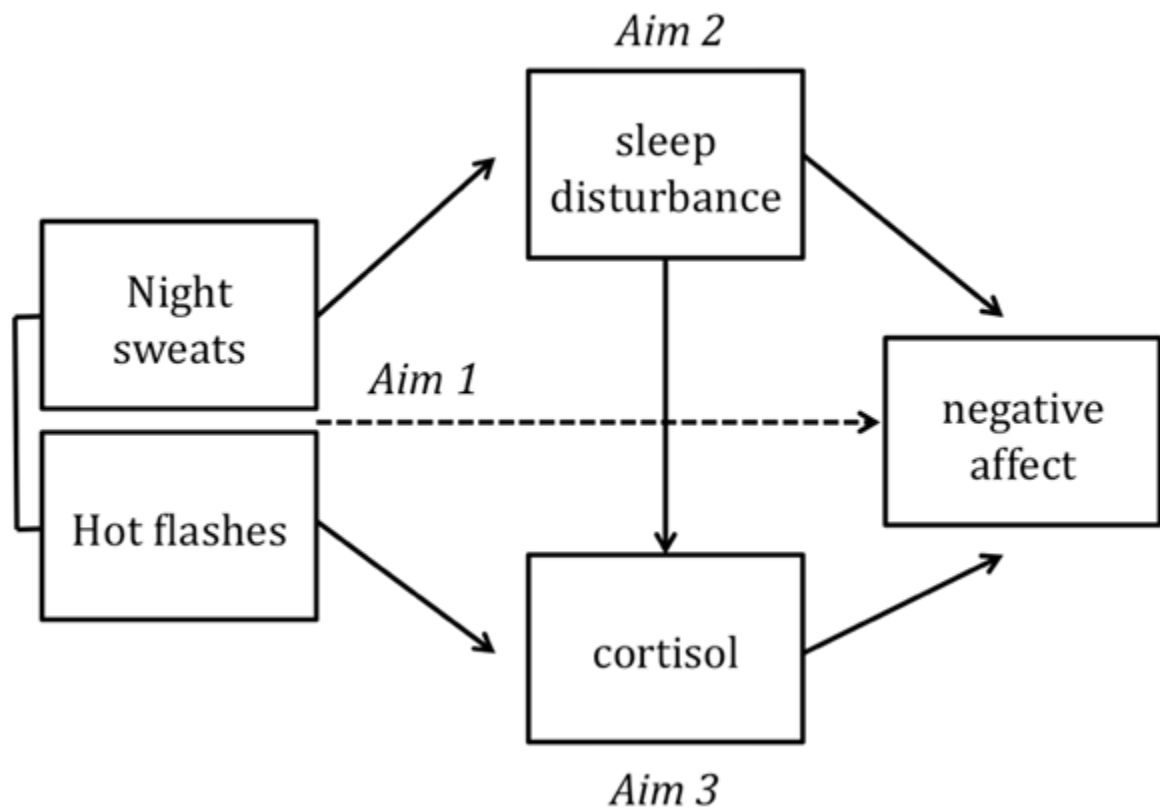 Aim 2
sleep
disturbance
Night
sweats
Aim 1
negative
affect
Hot flashes
cortisol
Aim 3